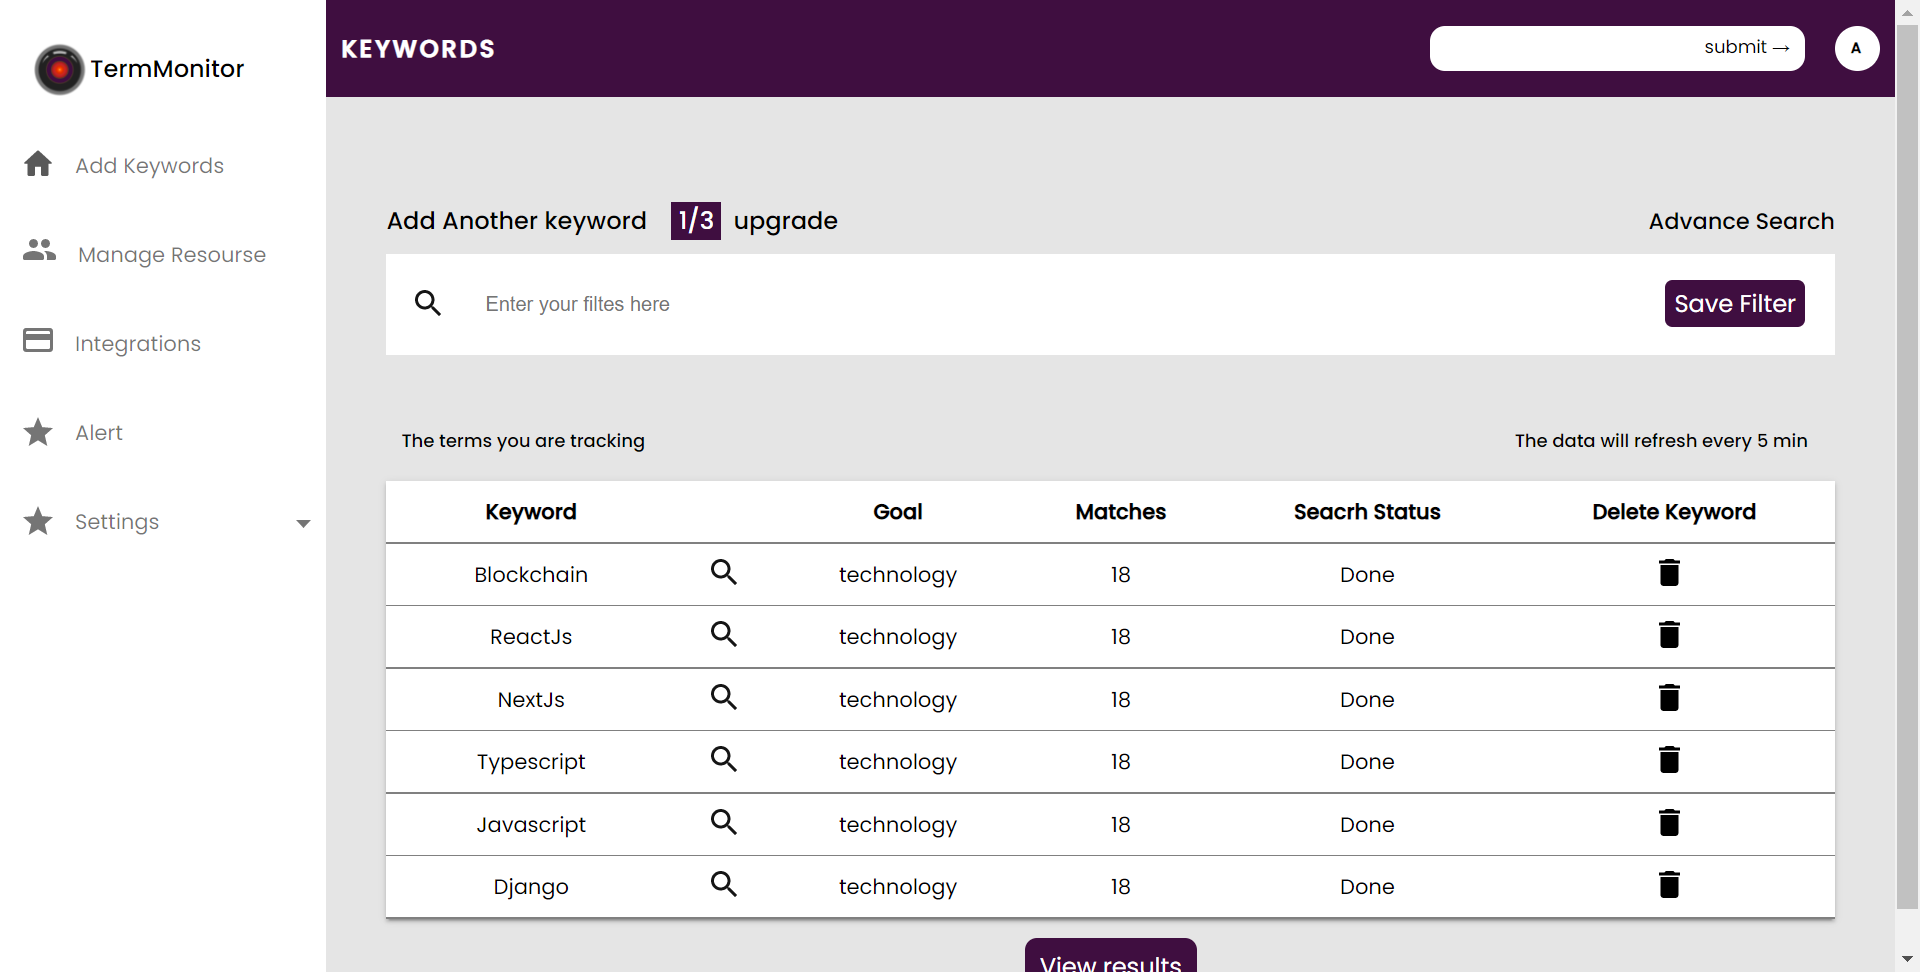 TermMonitor
Add Keywords
Manage Resourse
Integrations
Alert
Settings
KEYWORDS
submit →
A
Add Another keyword 1/3 upgrade
Advance Search
Enter your filtes here
Save Filter
The terms you are tracking
The data will refresh every 5 min
Keyword Goal Matches Seacrh Status Delete Keyword
Blockchain technology 18 Done
ReactJs technology 18 Done
NextJs technology 18 Done
Typescript technology 18 Done
Javascript technology 18 Done
Django technology 18 Done
View results